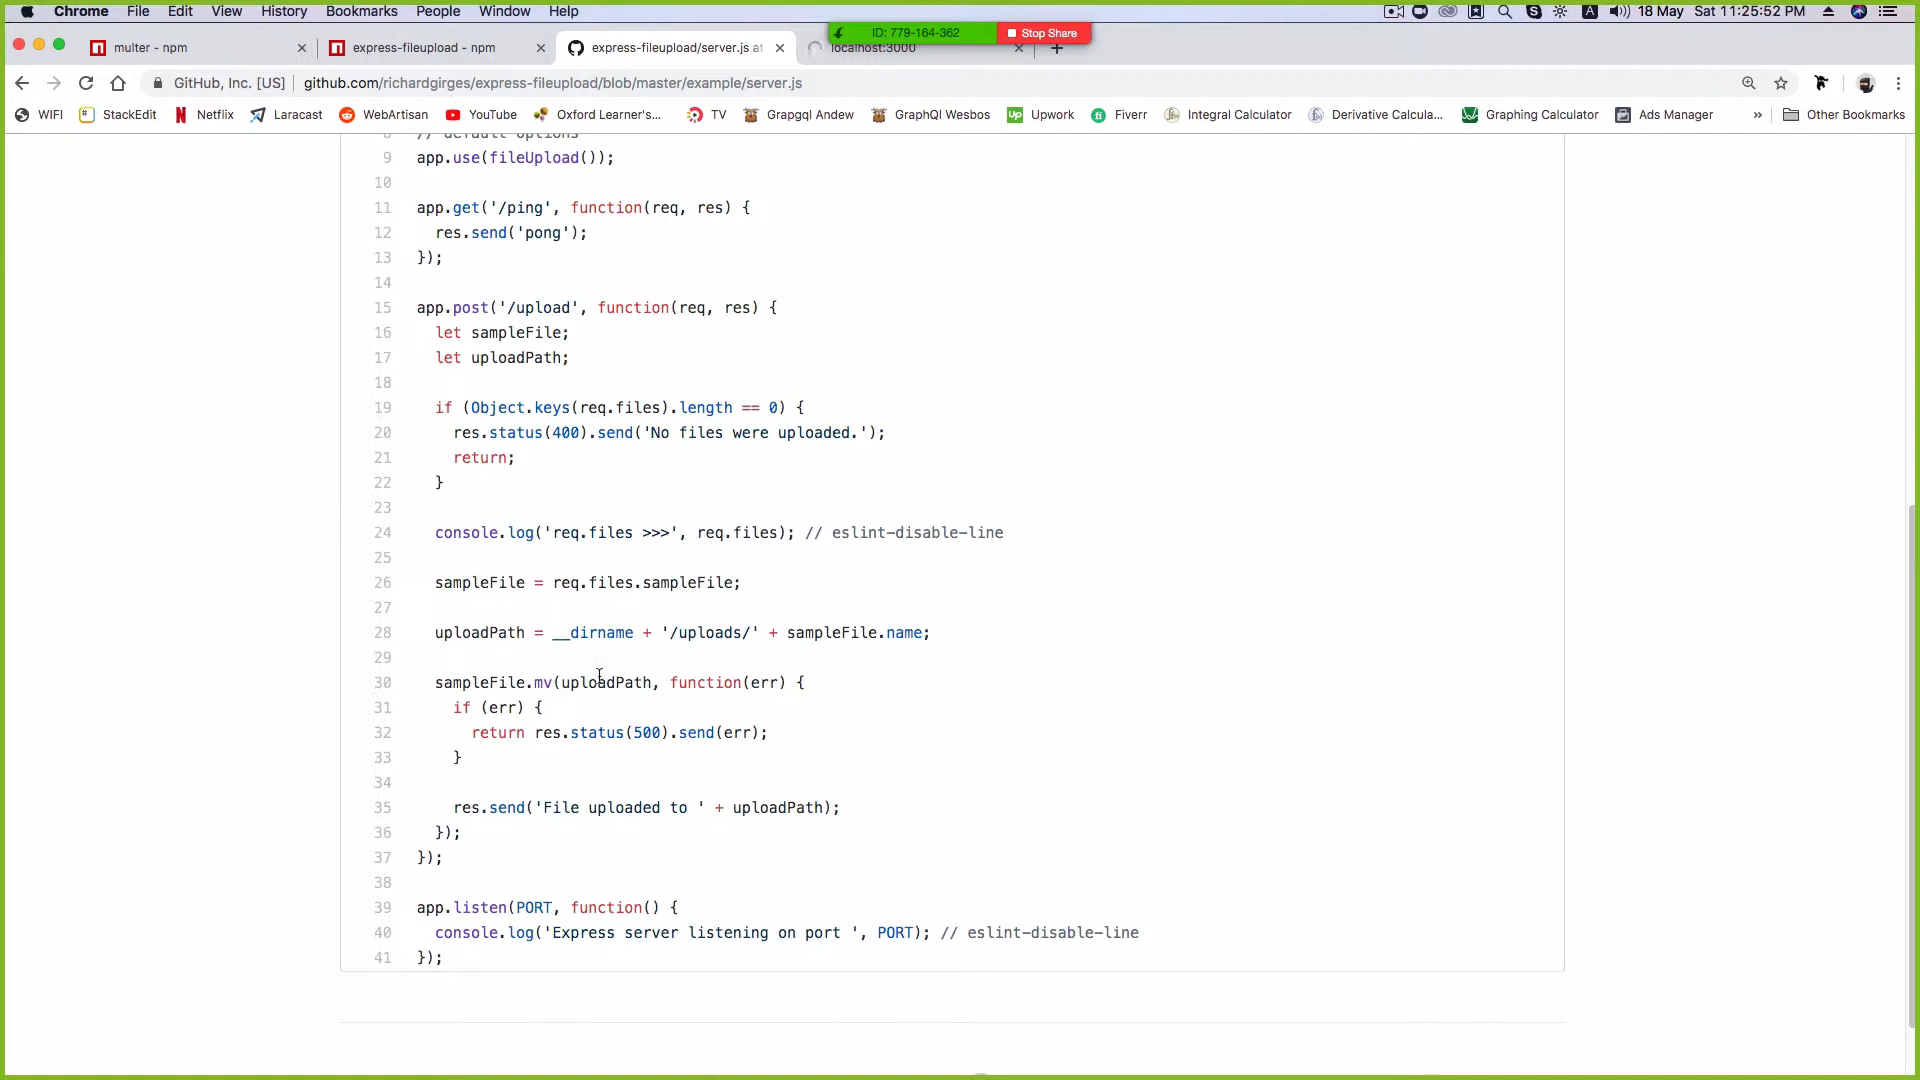 Chrome File Edit View History Bookmarks People Window Help 18 May Sat 11:25:52 PM
ID: 779-164-362 Stop Share
multer - npm express-fileupload - npm express-fileupload/server.js at localhost:3000
GitHub, Inc. [US] github.com/richardgirges/express-fileupload/blob/master/example/server.js
WIFI StackEdit Netflix Laracast WebArtisan YouTube Oxford Learner's... TV Grapgql Andew GraphQl Wesbos Upwork Fiverr Integral Calculator Derivative Calcula... Graphing Calculator Ads Manager » Other Bookmarks
8 // default options
9 app.use(fileUpload());
10
11 app.get('/ping', function(req, res) {
12 res.send('pong');
13 });
14
15 app.post('/upload', function(req, res) {
16 let sampleFile;
17 let uploadPath;
18
19 if (Object.keys(req.files).length == 0) {
20 res.status(400).send('No files were uploaded.');
21 return;
22 }
23
24 console.log('req.files >>>', req.files); // eslint-disable-line
25
26 sampleFile = req.files.sampleFile;
27
28 uploadPath = __dirname + '/uploads/' + sampleFile.name;
29
30 sampleFile.mv(uploadPath, function(err) {
31 if (err) {
32 return res.status(500).send(err);
33 }
34
35 res.send('File uploaded to ' + uploadPath);
36 });
37 });
38
39 app.listen(PORT, function() {
40 console.log('Express server listening on port ', PORT); // eslint-disable-line
41 });